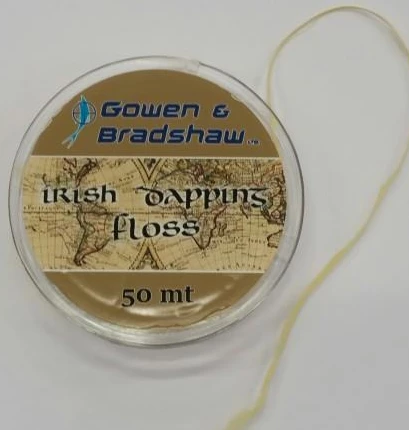 Gowen &
Bradshaw
irish dapping
floss
50 mt